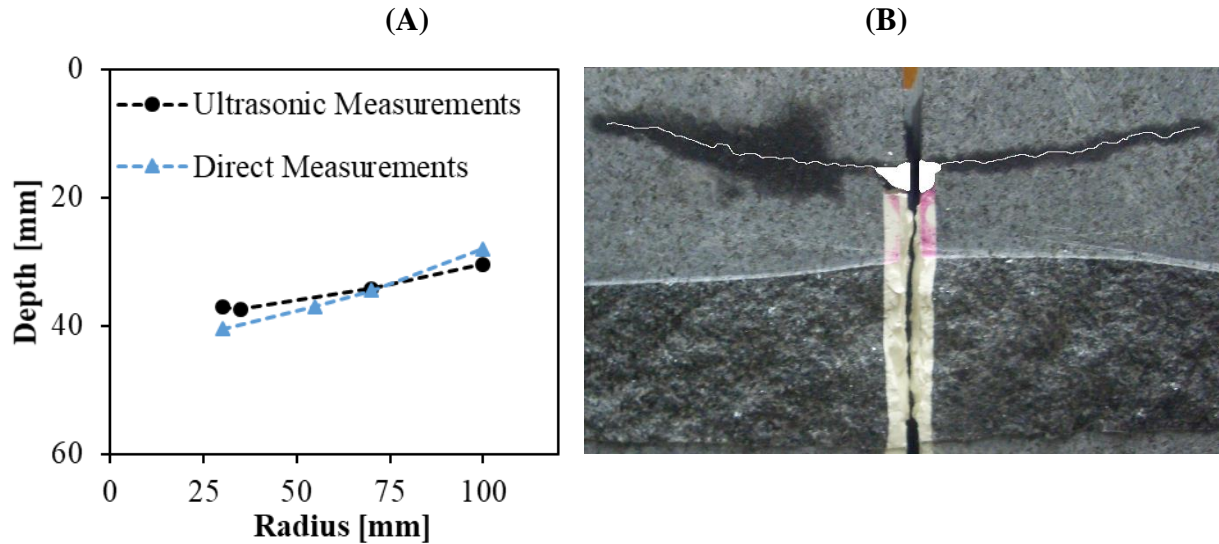 (A)
(B)
0
20
40
60
Depth [mm]
Ultrasonic Measurements
Direct Measurements
0
25
50
75
100
Radius [mm]